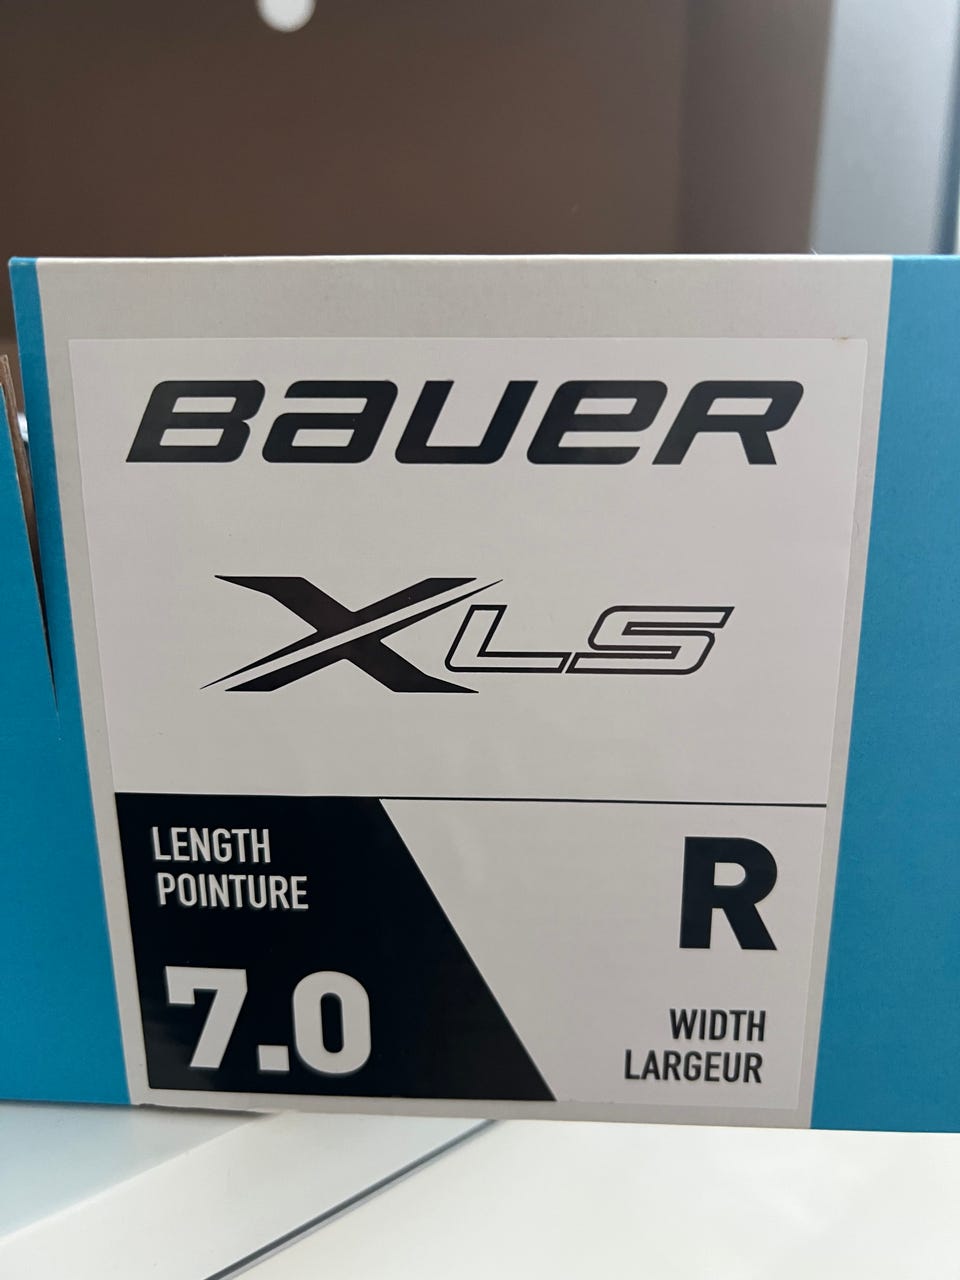 BAUER
XLS
LENGTH
POINTURE
7.0
R
WIDTH
LARGEUR